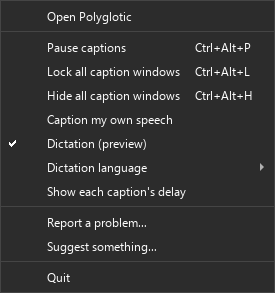 Open Polyglotic
Pause captions Ctrl+Alt+P
Lock all caption windows Ctrl+Alt+L
Hide all caption windows Ctrl+Alt+H
Caption my own speech
Dictation (preview)
Dictation language
Show each caption's delay
Report a problem...
Suggest something...
Quit